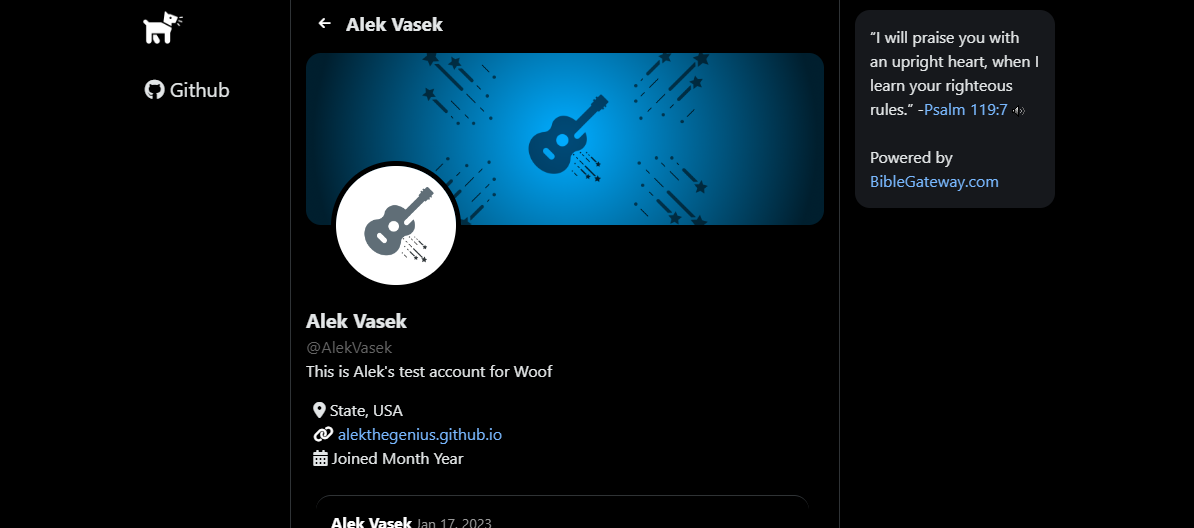 Github
Alek Vasek
Alek Vasek
@AlekVasek
This is Alek's test account for Woof
State, USA
alekthegenius.github.io
Joined Month Year
Alek Vasek Jan 17, 2023
“I will praise you with
an upright heart, when I
learn your righteous
rules.” -Psalm 119:7
Powered by
BibleGateway.com